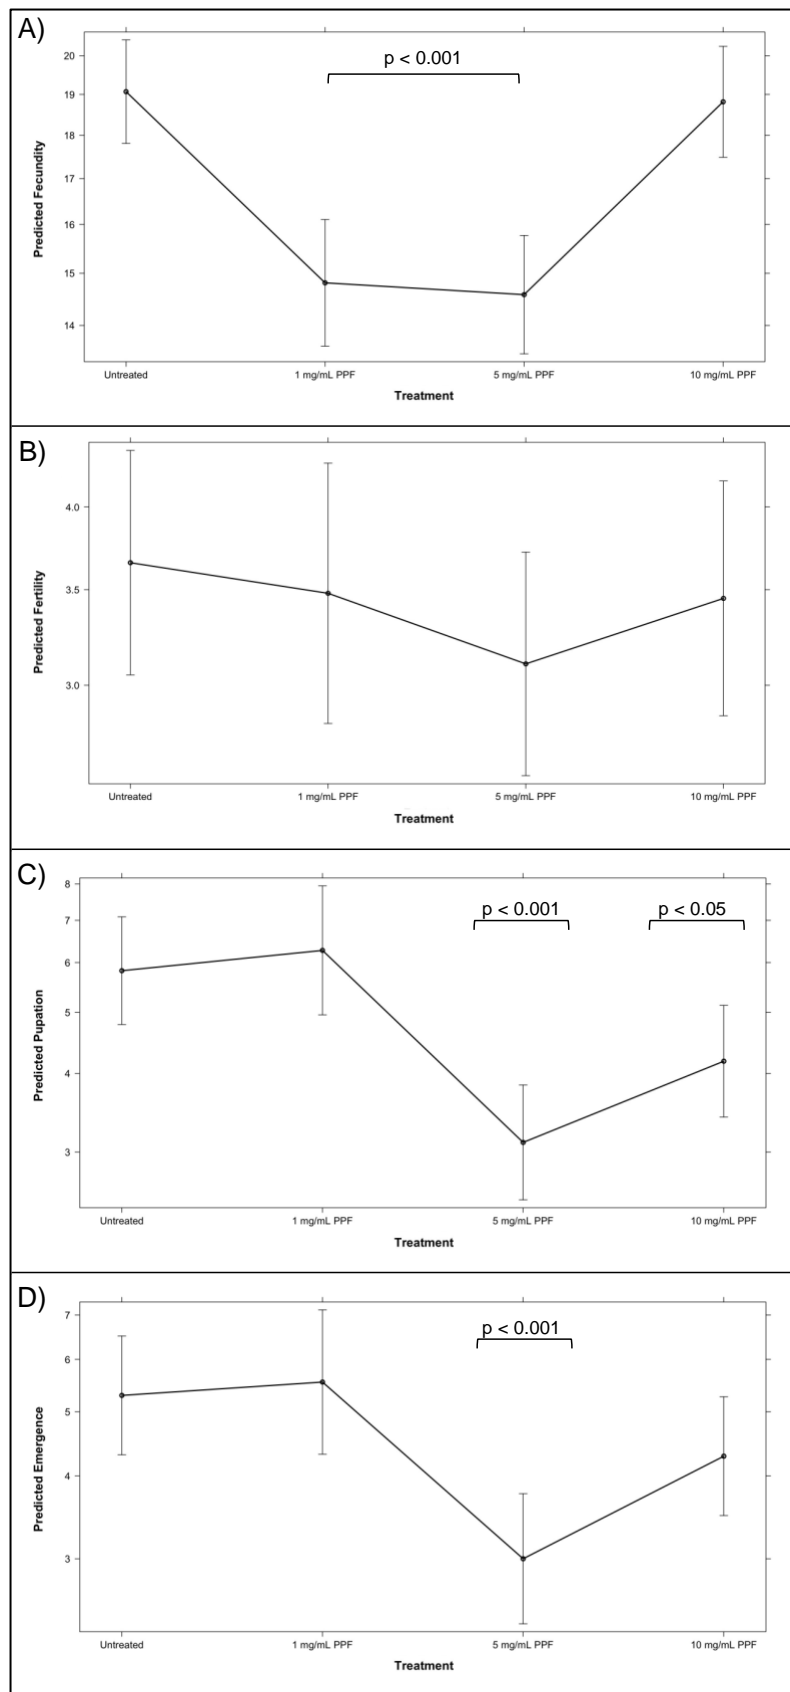 A)
p < 0.001
20
19
18
17
16
15
14
Predicted Fecundity
Untreated 1 mg/mL PPF 5 mg/mL PPF 10 mg/mL PPF
Treatment
B)
4.0
3.5
3.0
Predicted Fertility
Untreated 1 mg/mL PPF 5 mg/mL PPF 10 mg/mL PPF
Treatment
C)
p < 0.001 p < 0.05
8
7
6
5
4
3
Predicted Pupation
Untreated 1 mg/mL PPF 5 mg/mL PPF 10 mg/mL PPF
Treatment
D)
p < 0.001
7
6
5
4
3
Predicted Emergence
Untreated 1 mg/mL PPF 5 mg/mL PPF 10 mg/mL PPF
Treatment